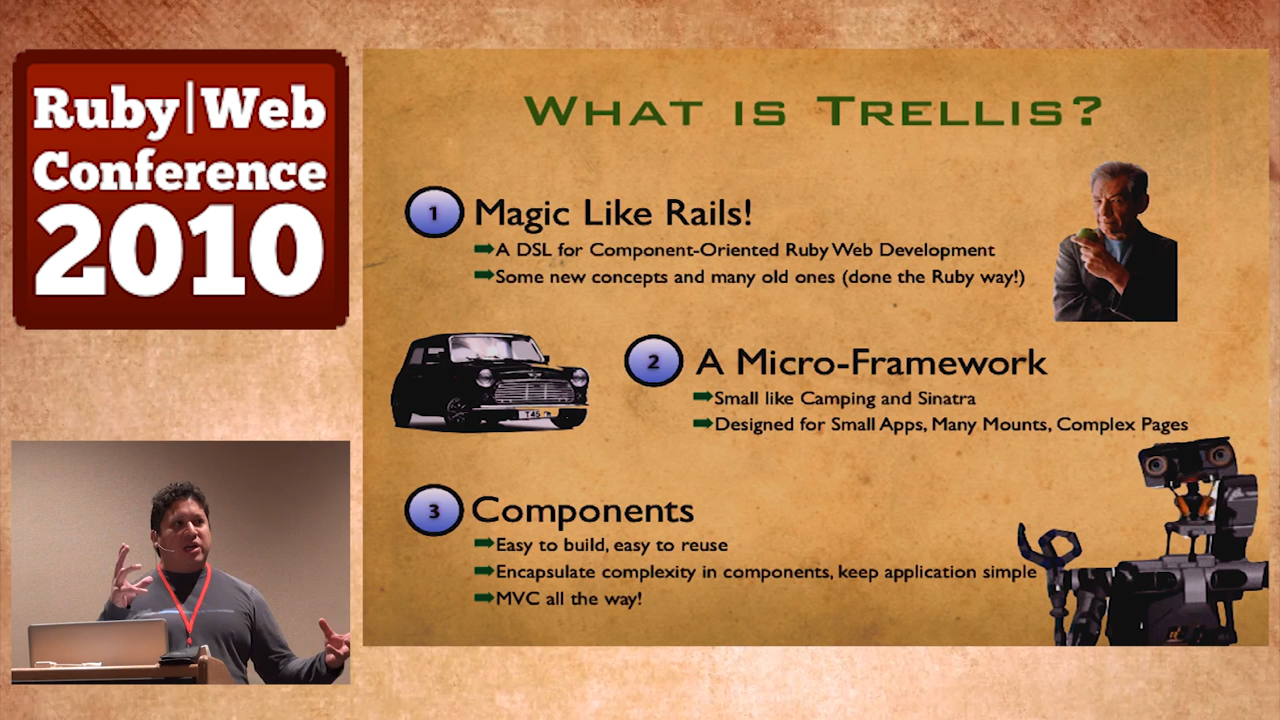 Ruby|Web
Conference
2010
What is Trellis?
1 Magic Like Rails!
A DSL for Component-Oriented Ruby Web Development
Some new concepts and many old ones (done the Ruby way!)
2 A Micro-Framework
Small like Camping and Sinatra
Designed for Small Apps, Many Mounts, Complex Pages
3 Components
Easy to build, easy to reuse
Encapsulate complexity in components, keep application simple
MVC all the way!